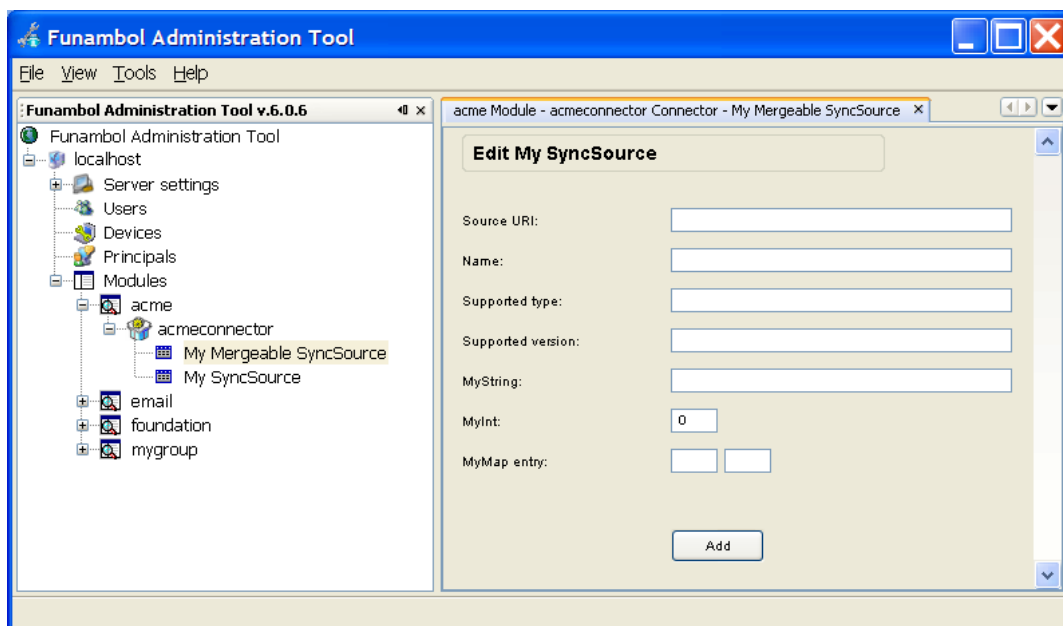 Funambol Administration Tool
File View Tools Help
Funambol Administration Tool v.6.0.6
Funambol Administration Tool
localhost
Server settings
Users
Devices
Principals
Modules
acme
acmeconnector
My Mergeable SyncSource
My SyncSource
email
foundation
mygroup
acme Module - acmeconnector Connector - My Mergeable SyncSource
Edit My SyncSource
Source URI:
Name:
Supported type:
Supported version:
MyString:
MyInt: 0
MyMap entry:
Add